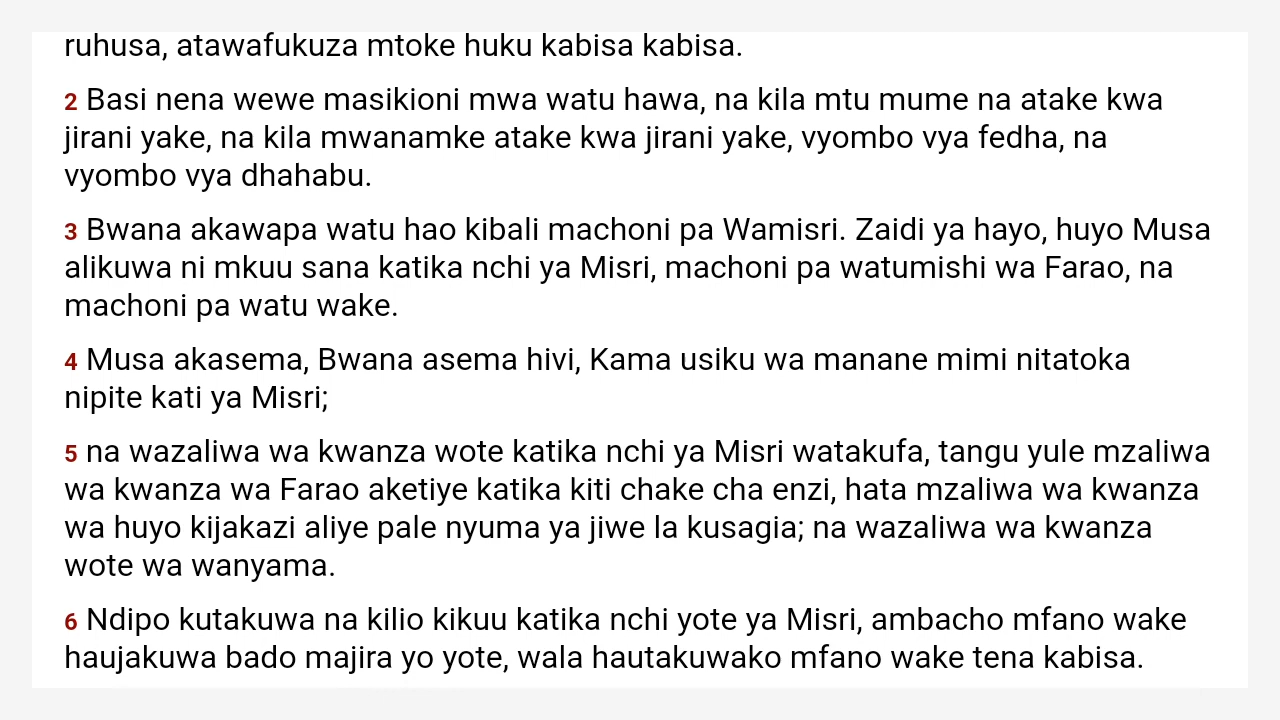 ruhusa, atawafukuza mtoke huku kabisa kabisa.
2 Basi nena wewe masikioni mwa watu hawa, na kila mtu mume na atake kwa
jirani yake, na kila mwanamke atake kwa jirani yake, vyombo vya fedha, na
vyombo vya dhahabu.
3 Bwana akawapa watu hao kibali machoni pa Wamisri. Zaidi ya hayo, huyo Musa
alikuwa ni mkuu sana katika nchi ya Misri, machoni pa watumishi wa Farao, na
machoni pa watu wake.
4 Musa akasema, Bwana asema hivi, Kama usiku wa manane mimi nitatoka
nipite kati ya Misri;
5 na wazaliwa wa kwanza wote katika nchi ya Misri watakufa, tangu yule mzaliwa
wa kwanza wa Farao aketiye katika kiti chake cha enzi, hata mzaliwa wa kwanza
wa huyo kijakazi aliye pale nyuma ya jiwe la kusagia; na wazaliwa wa kwanza
wote wa wanyama.
6 Ndipo kutakuwa na kilio kikuu katika nchi yote ya Misri, ambacho mfano wake
haujakuwa bado majira yo yote, wala hautakuwako mfano wake tena kabisa.